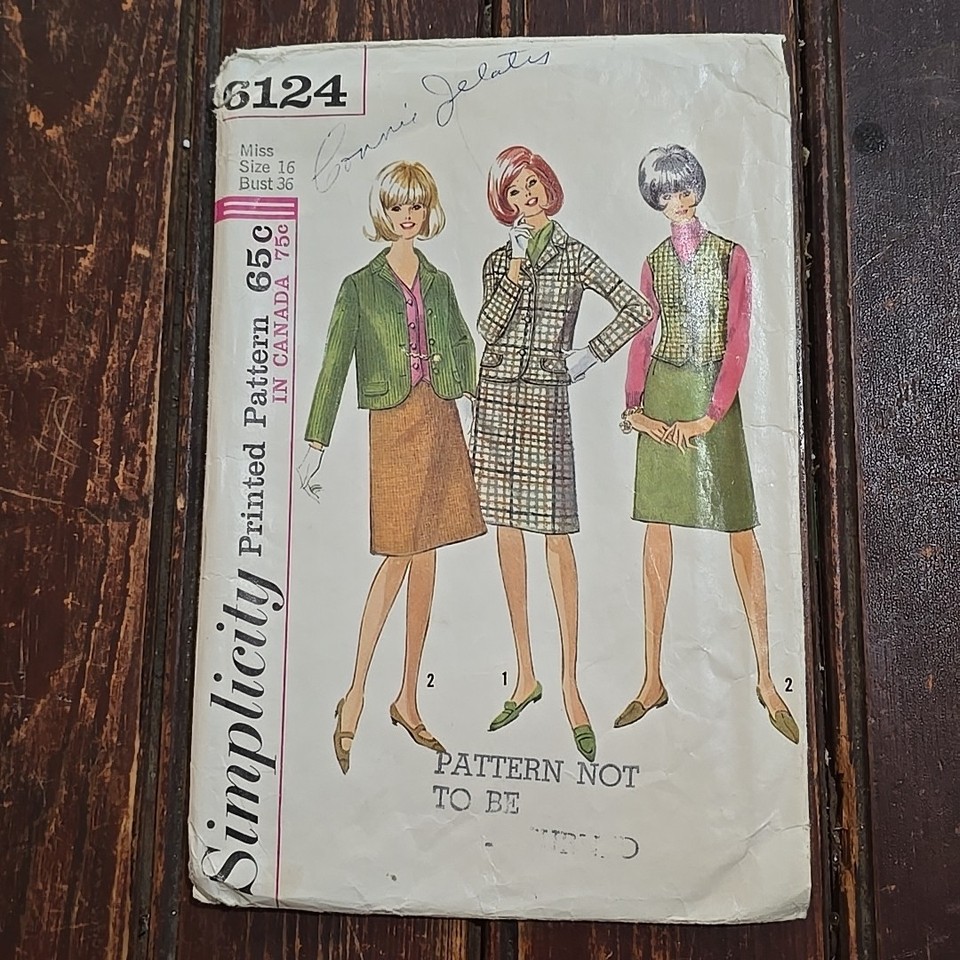 6124
Connie
Miss
Size 16
Bust 36
Simplicity Printed Pattern 65c
IN CANADA 75c
2
1
2
PATTERN NOT
TO BE